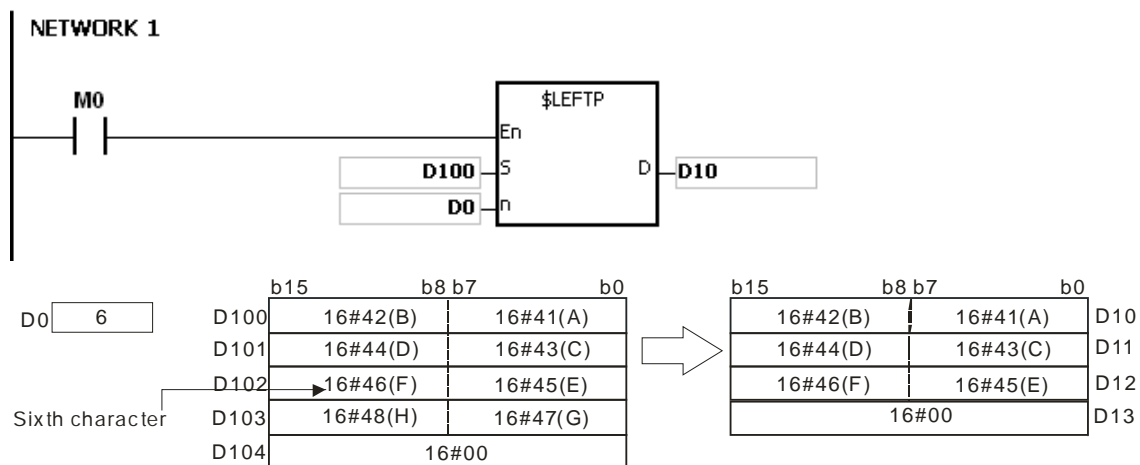 NETWORK 1
M0
$LEFTP
En
D100 S D D10
D0 n
b15 b8 b7 b0 b15 b8 b7 b0
D0 6 D100 16#42(B) 16#41(A) 16#42(B) 16#41(A) D10
D101 16#44(D) 16#43(C) 16#44(D) 16#43(C) D11
D102 16#46(F) 16#45(E) 16#46(F) 16#45(E) D12
Sixth character D103 16#48(H) 16#47(G) 16#00 D13
D104 16#00